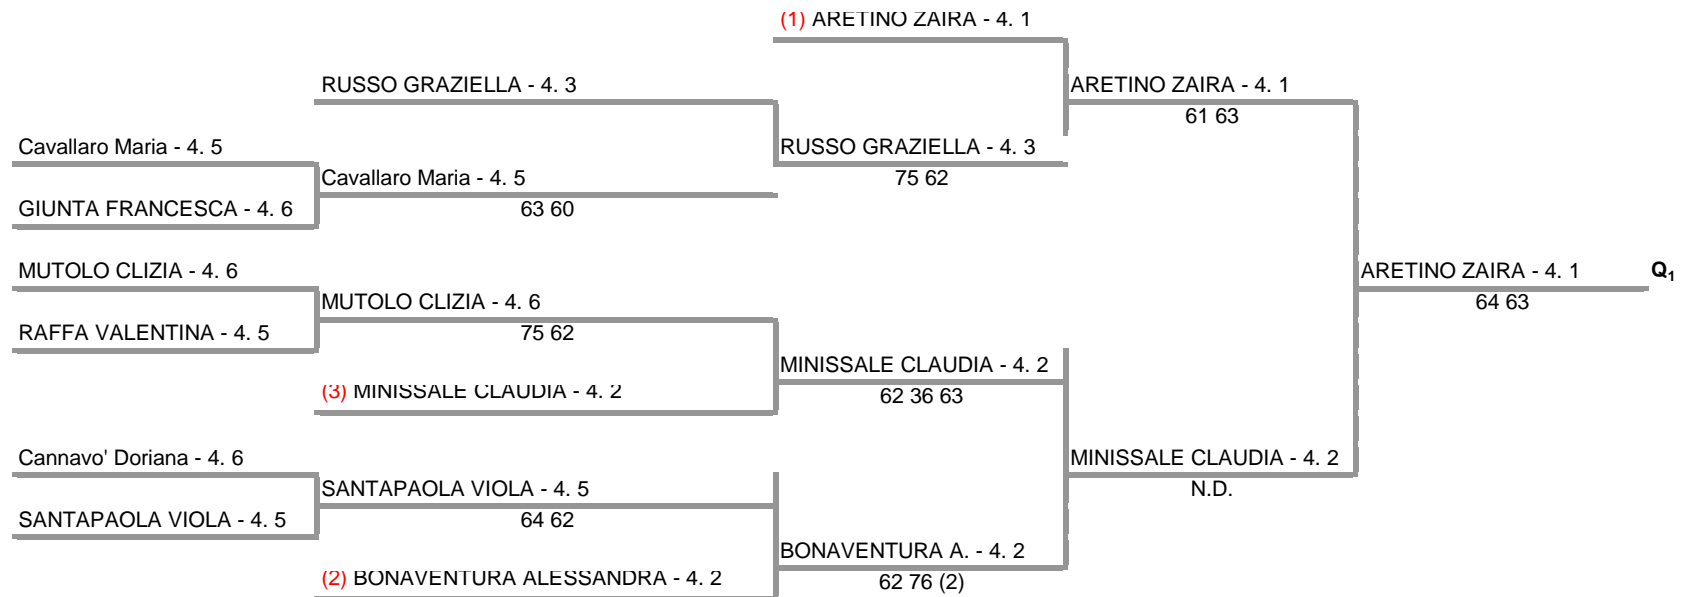 (1) ARETINO ZAIRA - 4. 1
RUSSO GRAZIELLA - 4. 3
ARETINO ZAIRA - 4. 1
61 63
Cavallaro Maria - 4. 5
RUSSO GRAZIELLA - 4. 3
75 62
Cavallaro Maria - 4. 5
63 60
GIUNTA FRANCESCA - 4. 6
MUTOLO CLIZIA - 4. 6
ARETINO ZAIRA - 4. 1
Q1
64 63
MUTOLO CLIZIA - 4. 6
75 62
RAFFA VALENTINA - 4. 5
MINISSALE CLAUDIA - 4. 2
62 36 63
(3) MINISSALE CLAUDIA - 4. 2
Cannavo' Doriana - 4. 6
MINISSALE CLAUDIA - 4. 2
N.D.
SANTAPAOLA VIOLA - 4. 5
64 62
SANTAPAOLA VIOLA - 4. 5
BONAVENTURA A. - 4. 2
62 76 (2)
(2) BONAVENTURA ALESSANDRA - 4. 2